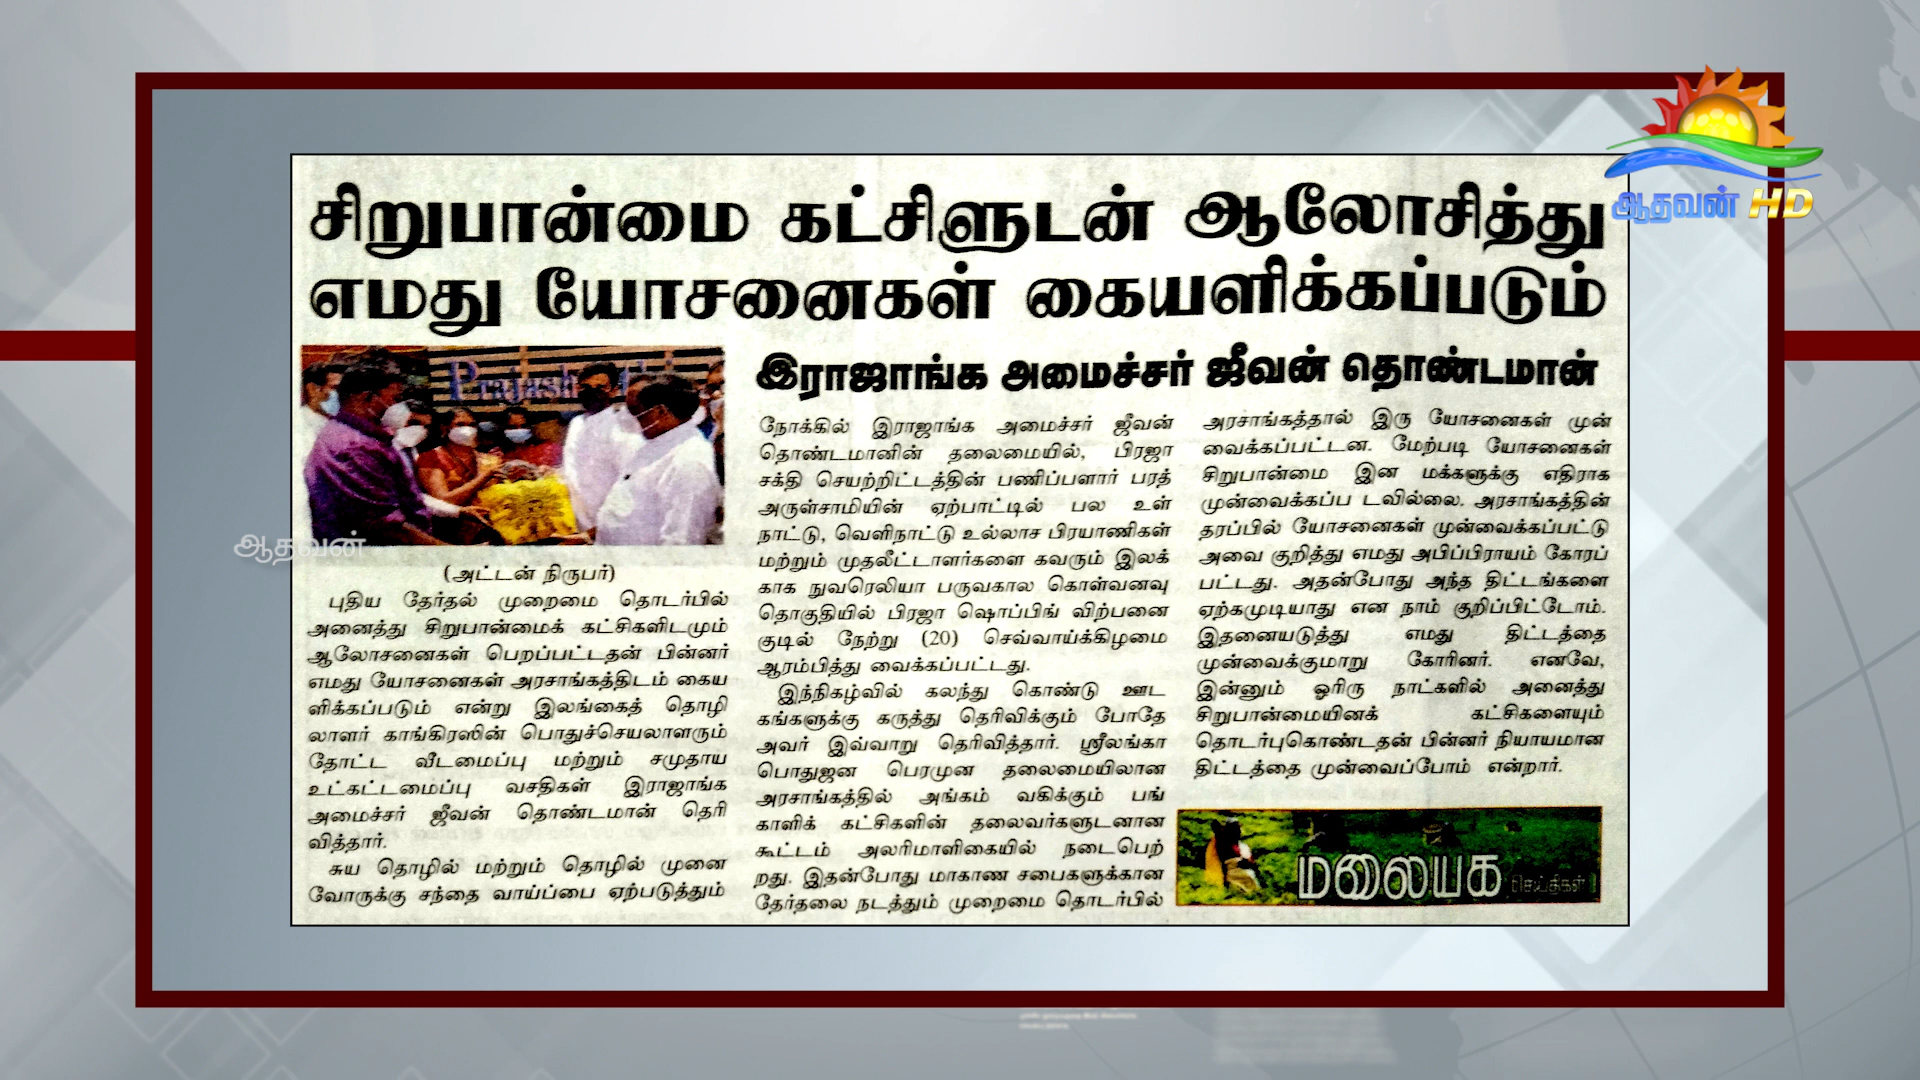 ஆதவன் HD
சிறுபான்மை கட்சிளுடன் ஆலோசித்து
எமது யோசனைகள் கையளிக்கப்படும்
இராஜாங்க அமைச்சர் ஜீவன் தொண்டமான்
Prajash
ஆதவன்
(அட்டன் நிருபர்)
புதிய தேர்தல் முறைமை தொடர்பில்
அனைத்து சிறுபான்மைக் கட்சிகளிடமும்
ஆலோசனைகள் பெறப்பட்டதன் பின்னர்
எமது யோசனைகள் அரசாங்கத்திடம் கைய
ளிக்கப்படும் என்று இலங்கைத் தொழி
லாளர் காங்கிரஸின் பொதுச்செயலாளரும்
தோட்ட வீடமைப்பு மற்றும் சமுதாய
உட்கட்டமைப்பு வசதிகள் இராஜாங்க
அமைச்சர் ஜீவன் தொண்டமான் தெரி
வித்தார்.
சுய தொழில் மற்றும் தொழில் முனை
வோருக்கு சந்தை வாய்ப்பை ஏற்படுத்தும்
நோக்கில் இராஜாங்க அமைச்சர் ஜீவன்
தொண்டமானின் தலைமையில், பிரஜா
சக்தி செயற்றிட்டத்தின் பணிப்பளார் பரத்
அருள்சாமியின் ஏற்பாட்டில் பல உள்
நாட்டு, வெளிநாட்டு உல்லாச பிரயாணிகள்
மற்றும் முதலீட்டாளர்களை கவரும் இலக்
காக நுவரெலியா பருவகால கொள்வனவு
தொகுதியில் பிரஜா ஷொப்பிங் விற்பனை
குடில் நேற்று (20) செவ்வாய்க்கிழமை
ஆரம்பித்து வைக்கப்பட்டது.
இந்நிகழ்வில் கலந்து கொண்டு ஊட
கங்களுக்கு கருத்து தெரிவிக்கும் போதே
அவர் இவ்வாறு தெரிவித்தார். ஸ்ரீலங்கா
பொதுஜன பெரமுன தலைமையிலான
அரசாங்கத்தில் அங்கம் வகிக்கும் பங்
காளிக் கட்சிகளின் தலைவர்களுடனான
கூட்டம் அலரிமாளிகையில் நடைபெற்
றது. இதன்போது மாகாண சபைகளுக்கான
தேர்தலை நடத்தும் முறைமை தொடர்பில்
அரசாங்கத்தால் இரு யோசனைகள் முன்
வைக்கப்பட்டன. மேற்படி யோசனைகள்
சிறுபான்மை இன மக்களுக்கு எதிராக
முன்வைக்கப்ப டவில்லை. அரசாங்கத்தின்
தரப்பில் யோசனைகள் முன்வைக்கப்பட்டு
அவை குறித்து எமது அபிப்பிராயம் கோரப்
பட்டது. அதன்போது அந்த திட்டங்களை
ஏற்கமுடியாது என நாம் குறிப்பிட்டோம்.
இதனையடுத்து எமது திட்டத்தை
முன்வைக்குமாறு கோரினர். எனவே,
இன்னும் ஓரிரு நாட்களில் அனைத்து
சிறுபான்மையினக் கட்சிகளையும்
தொடர்புகொண்டதன் பின்னர் நியாயமான
திட்டத்தை முன்வைப்போம் என்றார்.
மலையக
செய்திகள்